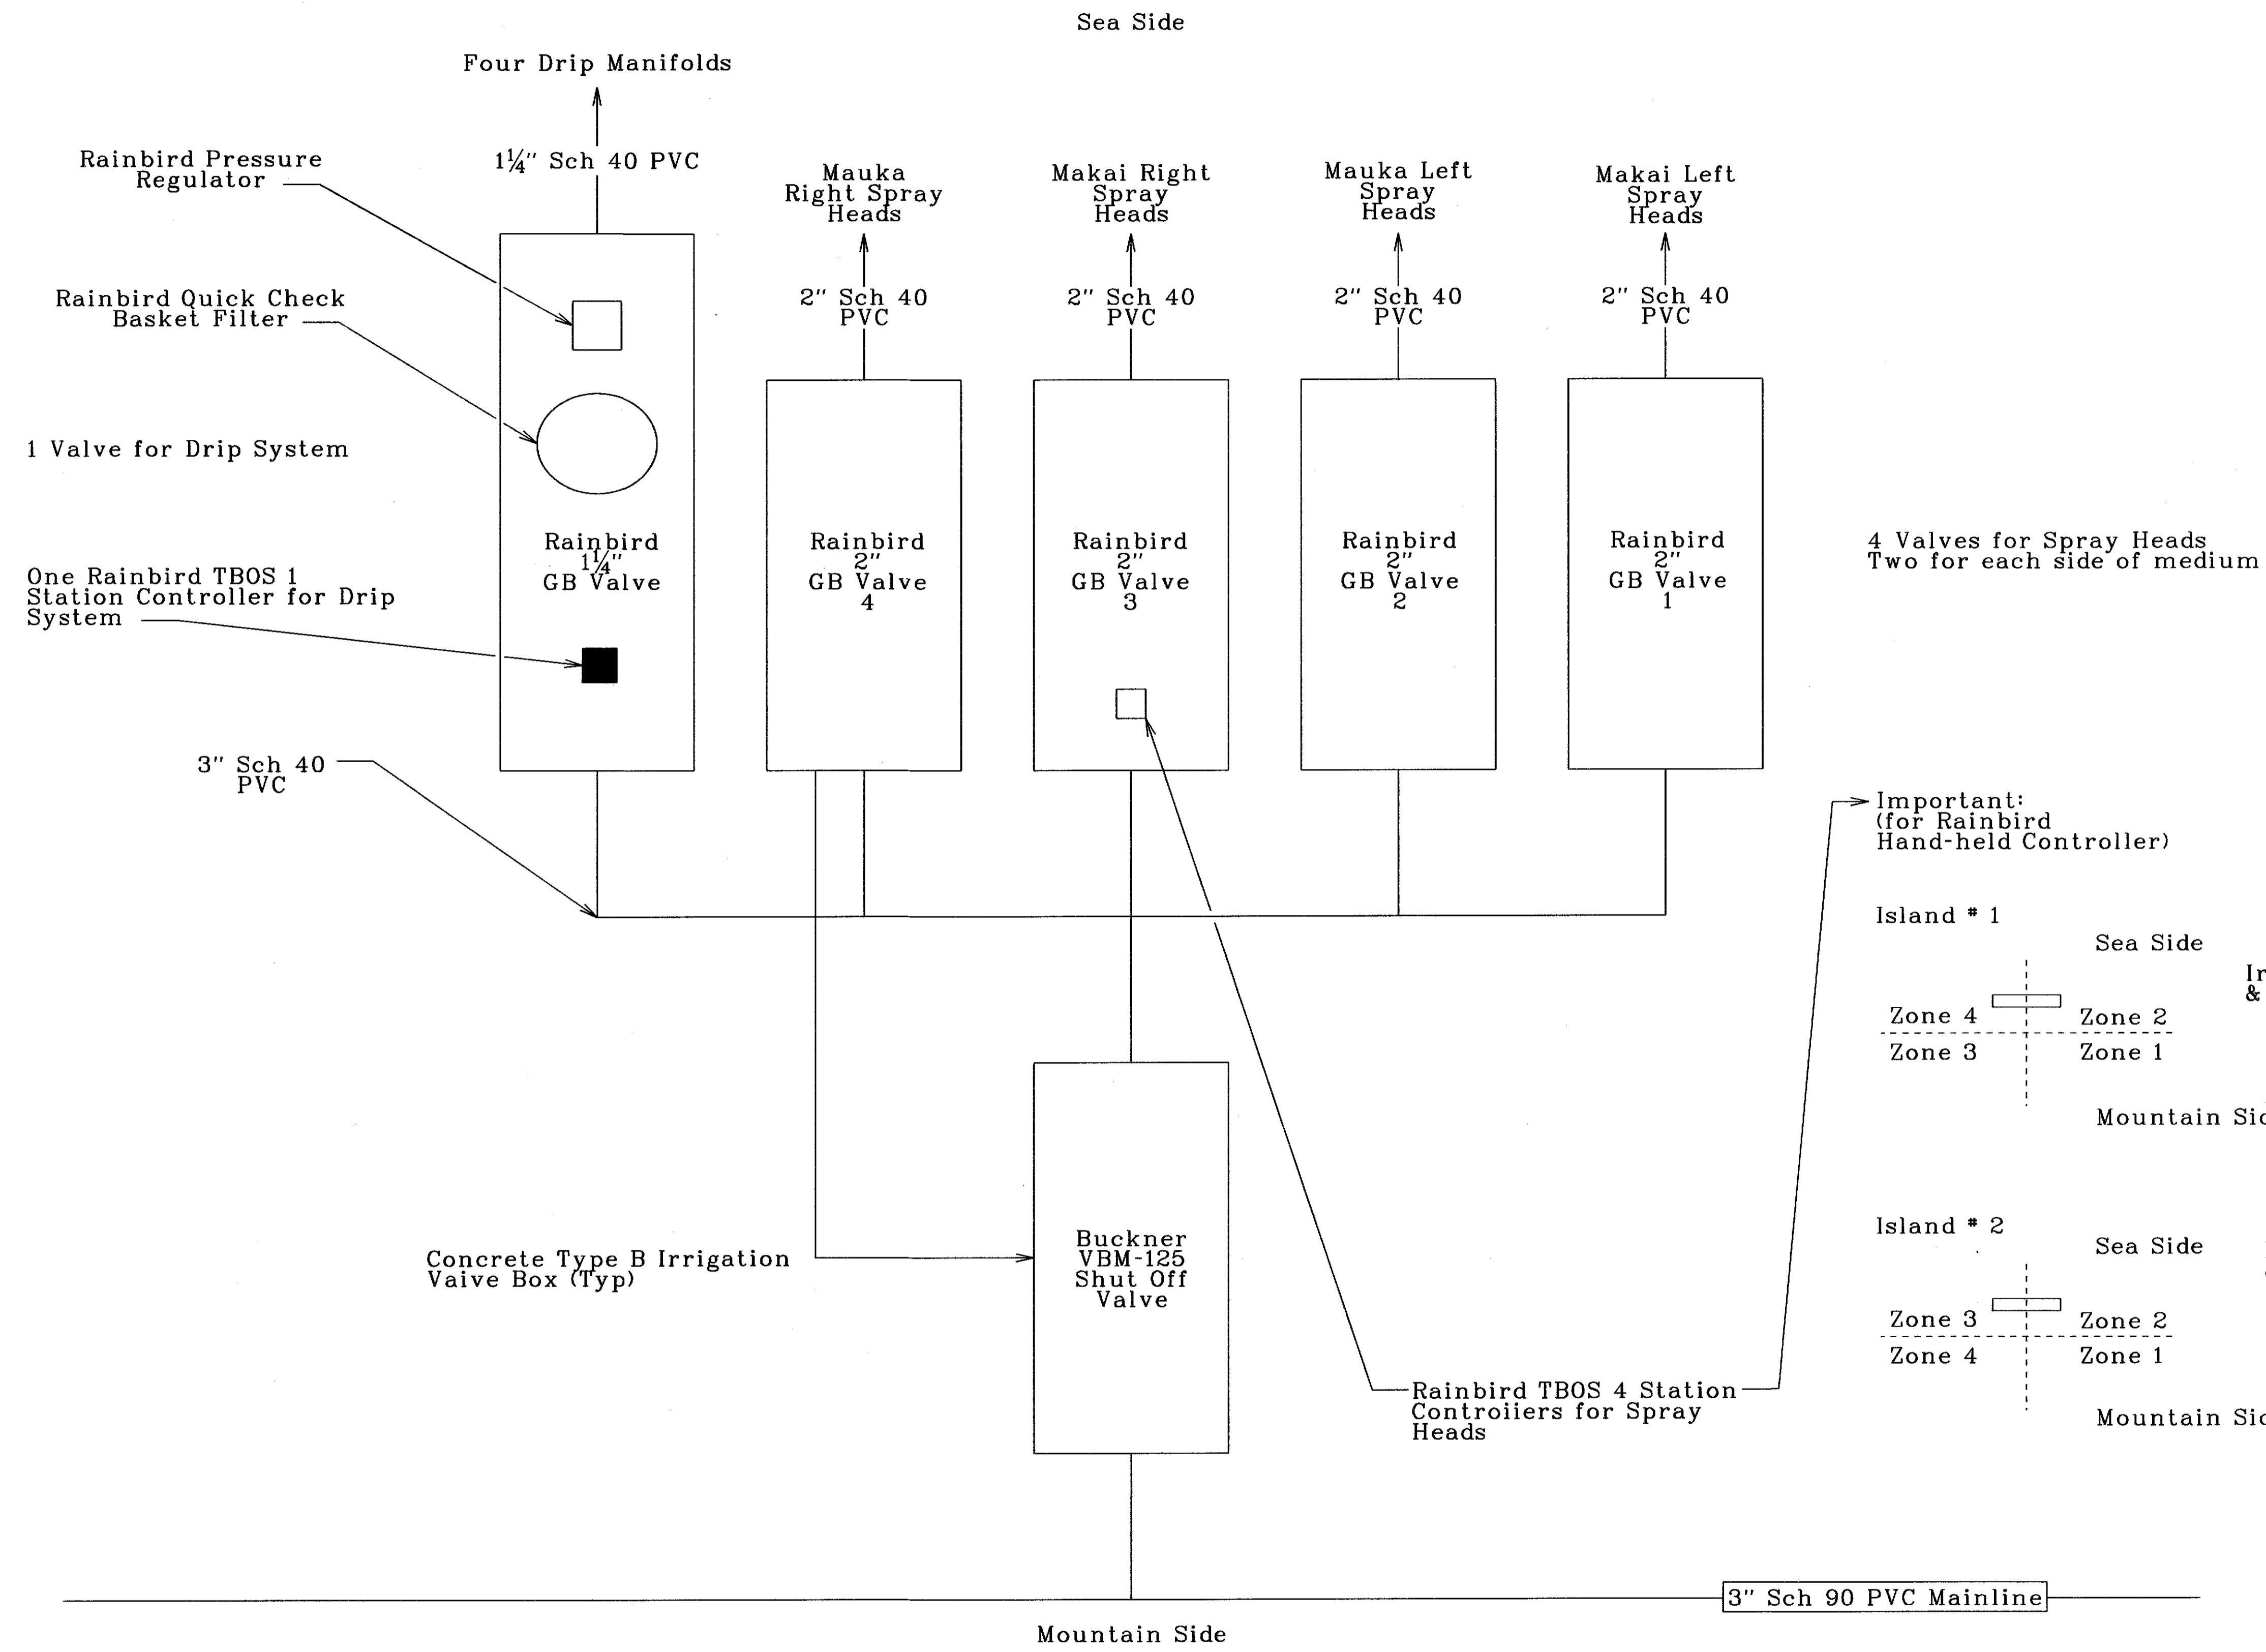 Sea Side
Four Drip Manifolds
1¼" Sch 40 PVC
Rainbird Pressure
Regulator
Rainbird Quick Check
Basket Filter
1 Valve for Drip System
One Rainbird TBOS 1
Station Controller for Drip
System
3" Sch 40
PVC
Rainbird
1¼"
GB Valve
Mauka
Right Spray
Heads
2" Sch 40
PVC
Rainbird
2"
GB Valve
4
Makai Right
Spray
Heads
2" Sch 40
PVC
Rainbird
2"
GB Valve
3
Mauka Left
Spray
Heads
2" Sch 40
PVC
Rainbird
2"
GB Valve
2
Makai Left
Spray
Heads
2" Sch 40
PVC
Rainbird
2"
GB Valve
1
4 Valves for Spray Heads
Two for each side of medium
Important:
(for Rainbird
Hand-held Controller)
Island # 1
Sea Side
Zone 4 Zone 2
Zone 3 Zone 1
Mountain
&
Island # 2
Sea Side
Zone 3 Zone 2
Zone 4 Zone 1
Mountain
Concrete Type B Irrigation
Vaive Box (Typ)
Buckner
VBM-125
Shut Off
Valve
Rainbird TBOS 4 Station
Controiiers for Spray
Heads
3" Sch 90 PVC Mainline
Mountain Side